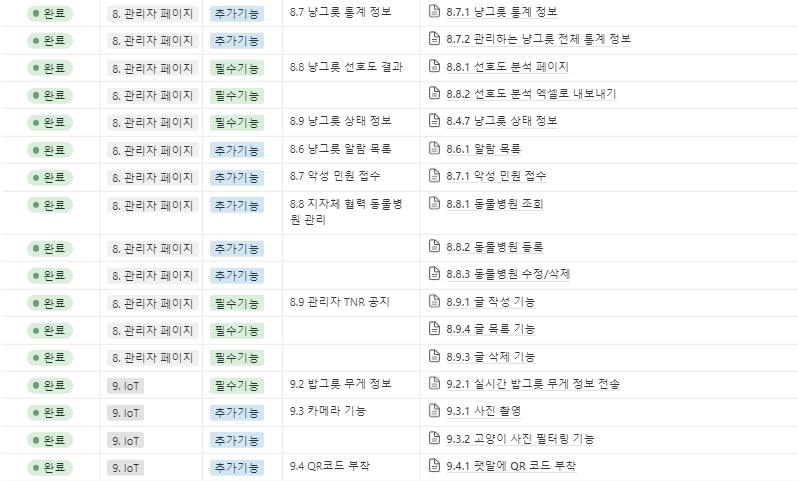 완료 8. 관리자 페이지 추가기능 8.7 냥그릇 통계 정보 8.7.1 냥그릇 통계 정보
완료 8. 관리자 페이지 추가기능 8.7.2 관리하는 냥그릇 전체 통계 정보
완료 8. 관리자 페이지 필수기능 8.8 냥그릇 선호도 결과 8.8.1 선호도 분석 페이지
완료 8. 관리자 페이지 필수기능 8.8.2 선호도 분석 엑셀로 내보내기
완료 8. 관리자 페이지 필수기능 8.9 냥그릇 상태 정보 8.4.7 냥그릇 상태 정보
완료 8. 관리자 페이지 추가기능 8.6 냥그릇 알람 목록 8.6.1 알람 목록
완료 8. 관리자 페이지 추가기능 8.7 악성 민원 접수 8.7.1 악성 민원 접수
완료 8. 관리자 페이지 추가기능 8.8 지자체 협력 동물병 8.8.1 동물병원 조회
원 관리
완료 8. 관리자 페이지 추가기능 8.8.2 동물병원 등록
완료 8. 관리자 페이지 추가기능 8.8.3 동물병원 수정/삭제
완료 8. 관리자 페이지 필수기능 8.9 관리자 TNR 공지 8.9.1 글 작성 기능
완료 8. 관리자 페이지 필수기능 8.9.4 글 목록 기능
완료 8. 관리자 페이지 필수기능 8.9.3 글 삭제 기능
완료 9. IoT 필수기능 9.2 밥그릇 무게 정보 9.2.1 실시간 밥그릇 무게 정보 전송
완료 9. IoT 추가기능 9.3 카메라 기능 9.3.1 사진 촬영
완료 9. IoT 추가기능 9.3.2 고양이 사진 필터링 기능
완료 9. IoT 추가기능 9.4 QR코드 부착 9.4.1 팻말에 QR 코드 부착